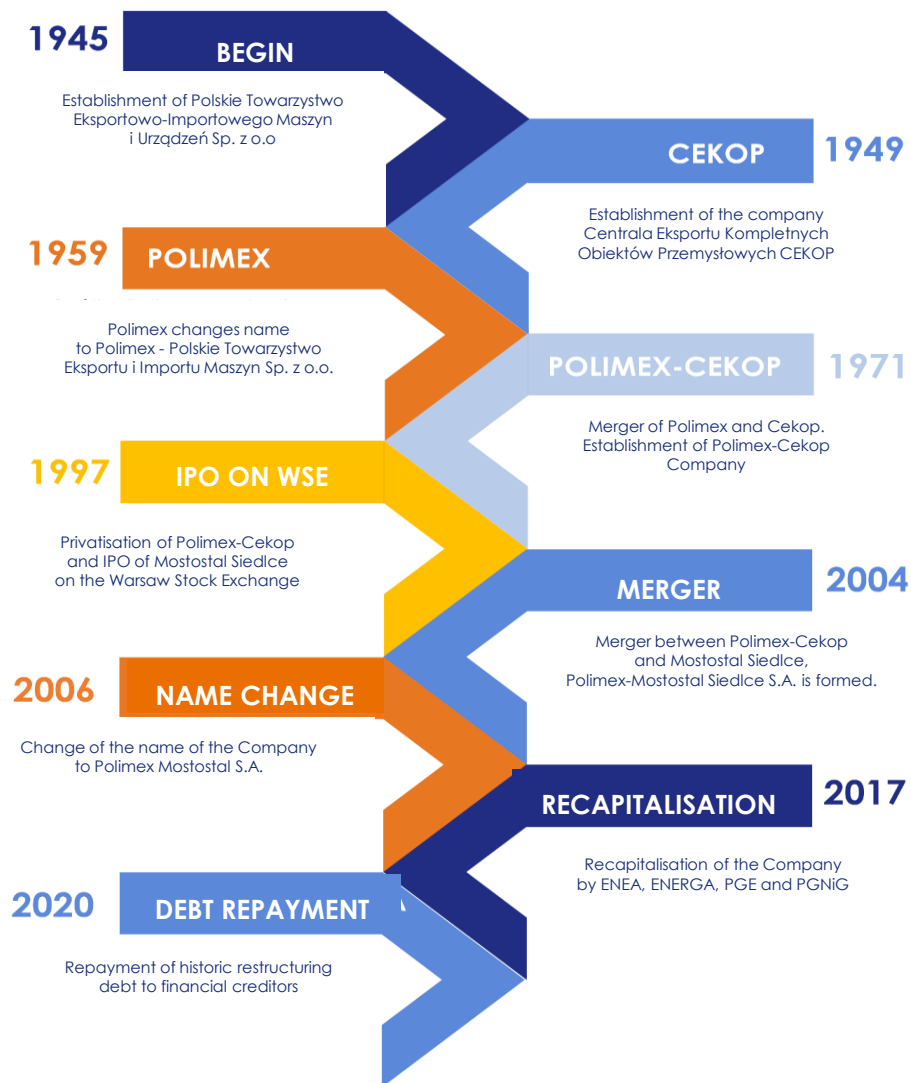 1945
BEGIN
Establishment of Polskie Towarzystwo
Eksportowo-Importowego Maszyn
i Urządzeń Sp. z o.o
CEKOP
1949
Establishment of the company
Centrala Eksportu Kompletnych
Obiektów Przemysłowych CEKOP
1959
POLIMEX
Polimex changes name
to Polimex - Polskie Towarzystwo
Eksportu i Importu Maszyn Sp. z o.o.
POLIMEX-CEKOP
1971
Merger of Polimex and Cekop.
Establishment of Polimex-Cekop
Company
1997
IPO ON WSE
Privatisation of Polimex-Cekop
and IPO of Mostostal Siedlce
on the Warsaw Stock Exchange
MERGER
2004
Merger between Polimex-Cekop
and Mostostal Siedlce,
Polimex-Mostostal Siedlce S.A. is formed.
2006
NAME CHANGE
Change of the name of the Company
to Polimex Mostostal S.A.
RECAPITALISATION
2017
Recapitalisation of the Company
by ENEA, ENERGA, PGE and PGNiG
2020
DEBT REPAYMENT
Repayment of historic restructuring
debt to financial creditors